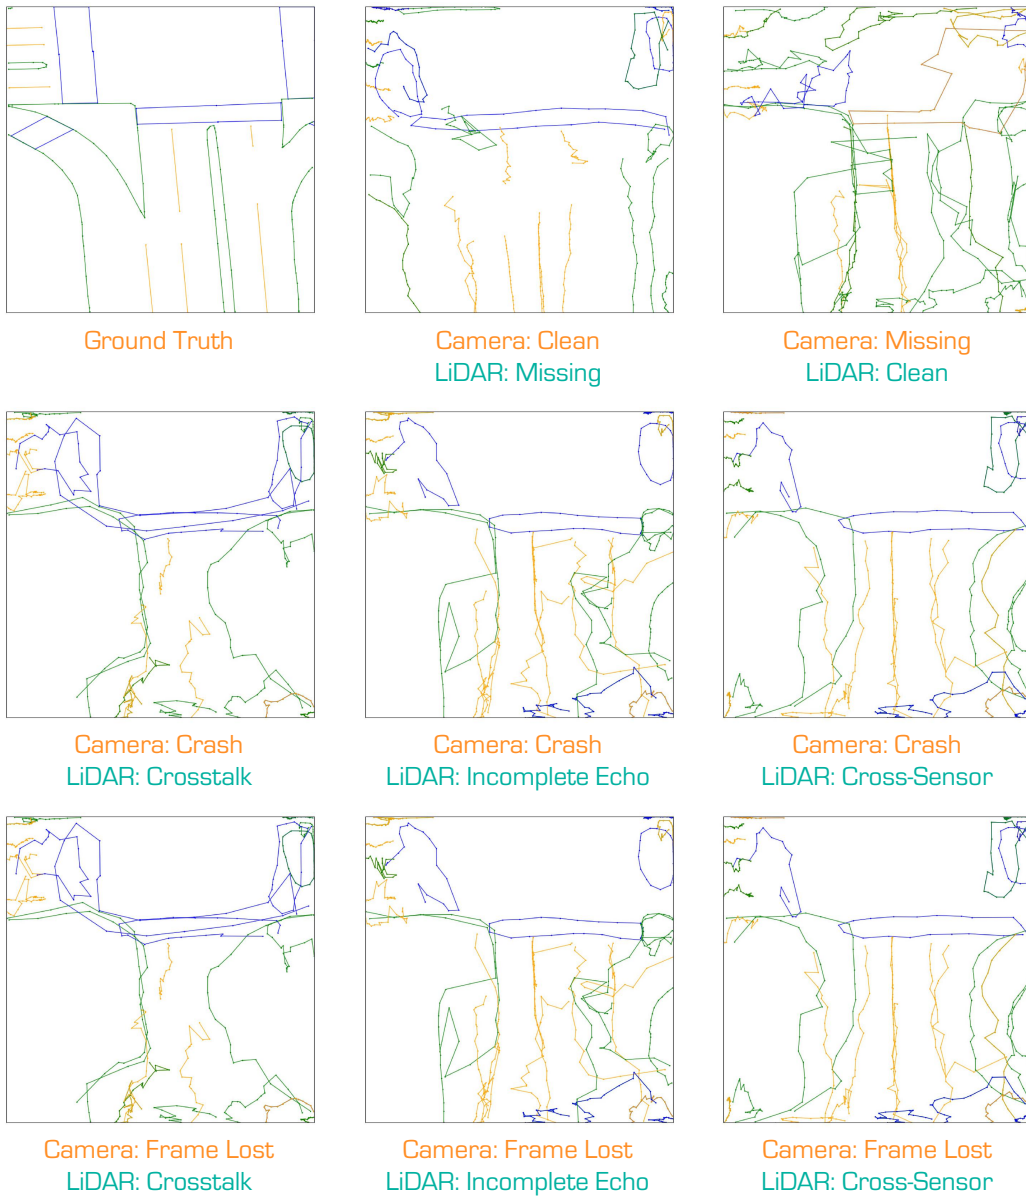 Ground Truth
Camera: Clean
LiDAR: Missing
Camera: Missing
LiDAR: Clean
Camera: Crash
LiDAR: Crosstalk
Camera: Crash
LiDAR: Incomplete Echo
Camera: Crash
LiDAR: Cross-Sensor
Camera: Frame Lost
LiDAR: Crosstalk
Camera: Frame Lost
LiDAR: Incomplete Echo
Camera: Frame Lost
LiDAR: Cross-Sensor